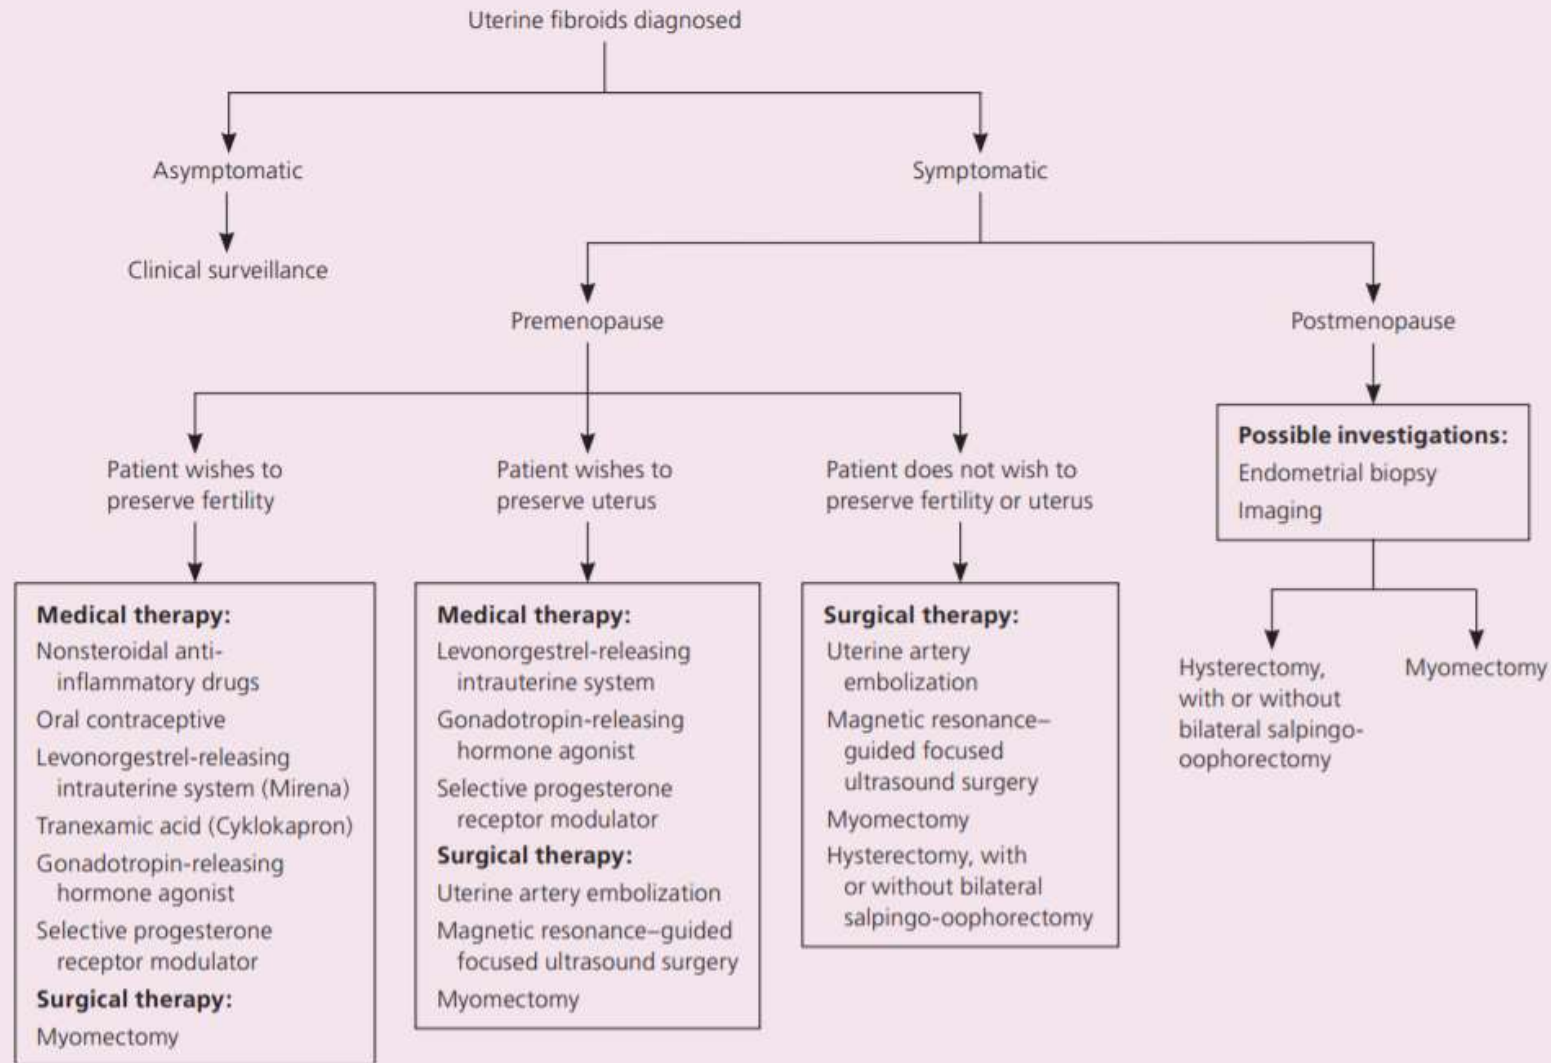 Uterine fibroids diagnosed
Asymptomatic
Symptomatic
Clinical surveillance
Premenopause
Postmenopause
Patient wishes to
preserve fertility
Patient wishes to
preserve uterus
Patient does not wish to
preserve fertility or uterus
Possible investigations:
Endometrial biopsy
Imaging
Medical therapy:
Nonsteroidal anti-
inflammatory drugs
Oral contraceptive
Levonorgestrel-releasing
intrauterine system (Mirena)
Tranexamic acid (Cyklokapron)
Gonadotropin-releasing
hormone agonist
Selective progesterone
receptor modulator
Surgical therapy:
Myomectomy
Medical therapy:
Levonorgestrel-releasing
intrauterine system
Gonadotropin-releasing
hormone agonist
Selective progesterone
receptor modulator
Surgical therapy:
Uterine artery embolization
Magnetic resonance–guided
focused ultrasound surgery
Myomectomy
Surgical therapy:
Uterine artery
embolization
Magnetic resonance–
guided focused
ultrasound surgery
Myomectomy
Hysterectomy, with
or without bilateral
salpingo-oophorectomy
Hysterectomy,
with or without
bilateral salpingo-
oophorectomy
Myomectomy